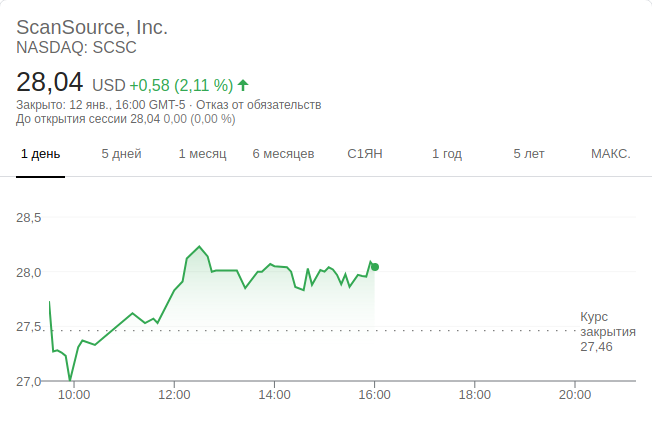 ScanSource, Inc.
NASDAQ: SCSC
28,04 USD +0,58 (2,11 %)
Закрыто: 12 янв., 16:00 GMT-5 · Отказ от обязательств
До открытия сессии 28,04 0,00 (0,00 %)
1 день 5 дней 1 месяц 6 месяцев С1ЯН 1 год 5 лет МАКС.
28,5
28,0
27,5
Курс
закрытия
27,46
27,0
10:00 12:00 14:00 16:00 18:00 20:00